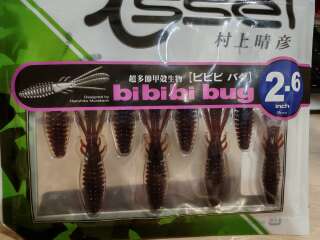 issei
村上晴彦
Designed by
Haruhiko Murakami
超多節甲殻生物 [ビビビ バグ]
bibibi bug
2.6
inch